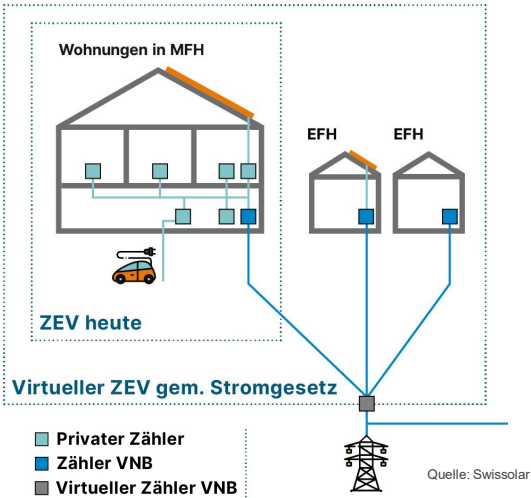 Wohnungen in MFH
EFH
EFH
ZEV heute
Virtueller ZEV gem. Stromgesetz
Privater Zähler
Zähler VNB
Virtueller Zähler VNB
Quelle: Swissolar